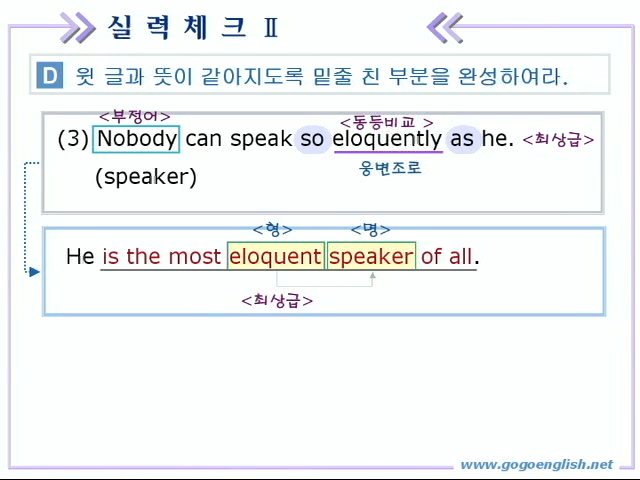 실 력 체 크 Ⅱ
D 윗 글과 뜻이 같아지도록 밑줄 친 부분을 완성하여라.
<부정어> <동등비교 >
(3) Nobody can speak so eloquently as he. <최상급>
웅변조로
(speaker)
<형> <명>
He is the most eloquent speaker of all.
<최상급>
www.gogoenglish.net